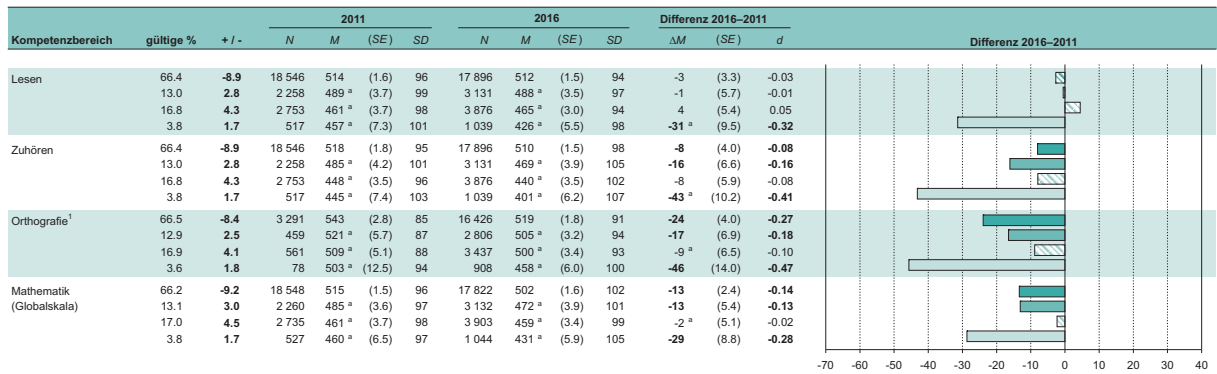 2011 2016 Differenz 2016–2011
Kompetenzbereich gültige % + / - N M (SE) SD N M (SE) SD ΔM (SE) d Differenz 2016–2011
Lesen 66.4 -8.9 18 546 514 (1.6) 96 17 896 512 (1.5) 94 -3 (3.3) -0.03
13.0 2.8 2 258 489 a (3.7) 99 3 131 488 a (3.5) 97 -1 (5.7) -0.01
16.8 4.3 2 753 461 a (3.7) 98 3 876 465 a (3.0) 94 4 (5.4) 0.05
3.8 1.7 517 457 a (7.3) 101 1 039 426 a (5.5) 98 -31 a (9.5) -0.32
Zuhören 66.4 -8.9 18 546 518 (1.8) 95 17 896 510 (1.5) 98 -8 (4.0) -0.08
13.0 2.8 2 258 485 a (4.2) 101 3 131 469 a (3.9) 105 -16 (6.6) -0.16
16.8 4.3 2 753 448 a (3.5) 96 3 876 440 a (3.5) 102 -8 (5.9) -0.08
3.8 1.7 517 445 a (7.4) 103 1 039 401 a (6.2) 107 -43 a (10.2) -0.41
Orthografie1 66.5 -8.4 3 291 543 (2.8) 85 16 426 519 (1.8) 91 -24 (4.0) -0.27
12.9 2.5 459 521 a (5.7) 87 2 806 505 a (3.2) 94 -17 (6.9) -0.18
16.9 4.1 561 509 a (5.1) 88 3 437 500 a (3.4) 93 -9 a (6.5) -0.10
3.6 1.8 78 503 a (12.5) 94 908 458 a (6.0) 100 -46 (14.0) -0.47
Mathematik 66.2 -9.2 18 548 515 (1.5) 96 17 822 502 (1.6) 102 -13 (2.4) -0.14
(Globalskala) 13.1 3.0 2 260 485 a (3.6) 97 3 132 472 a (3.9) 101 -13 (5.4) -0.13
17.0 4.5 2 735 461 a (3.6) 98 3 903 459 a (3.4) 99 -2 a (5.1) -0.02
3.8 1.7 527 460 a (6.5) 97 1 044 431 a (5.9) 105 -29 (8.8) -0.28
-70 -60 -50 -40 -30 -20 -10 0 10 20 30 40